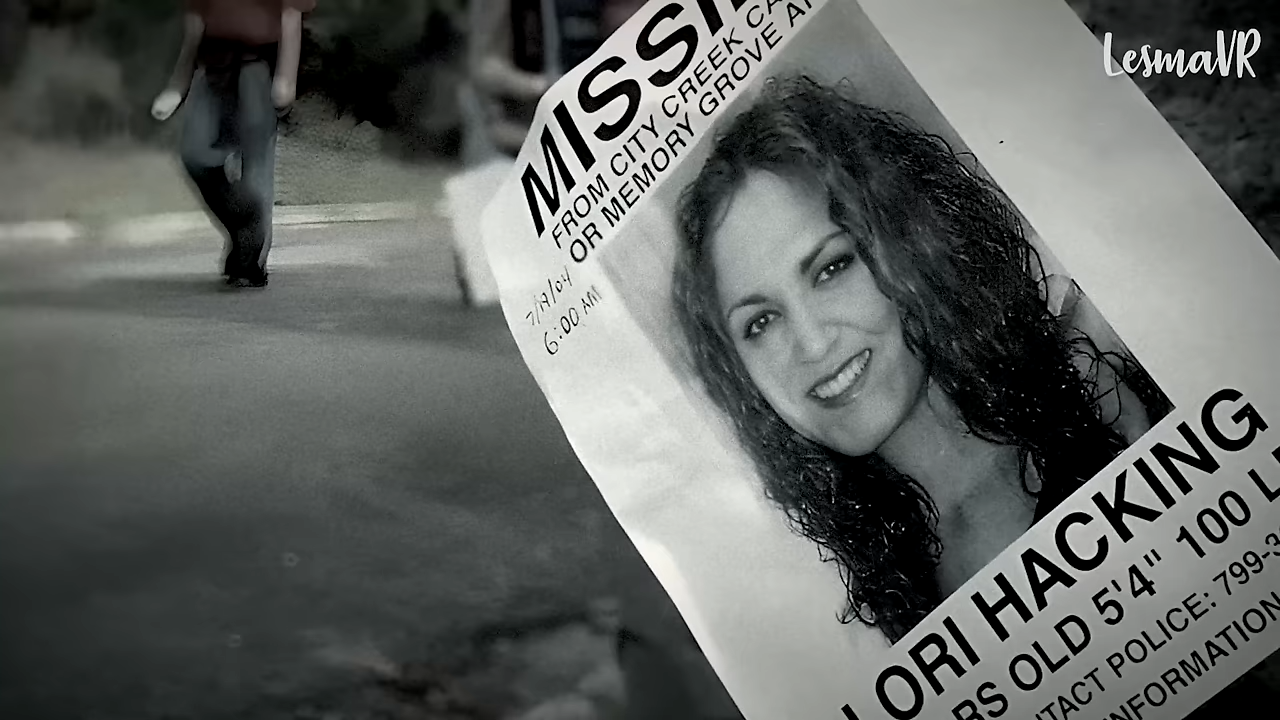 LesmaVR
MISSI
FROM CITY CREEK CA
OR MEMORY GROVE A
7/19/04
6:00 AM
LORI HACKING
RS OLD 5'4" 100 L
NTACT POLICE: 799-3
INFORMATION